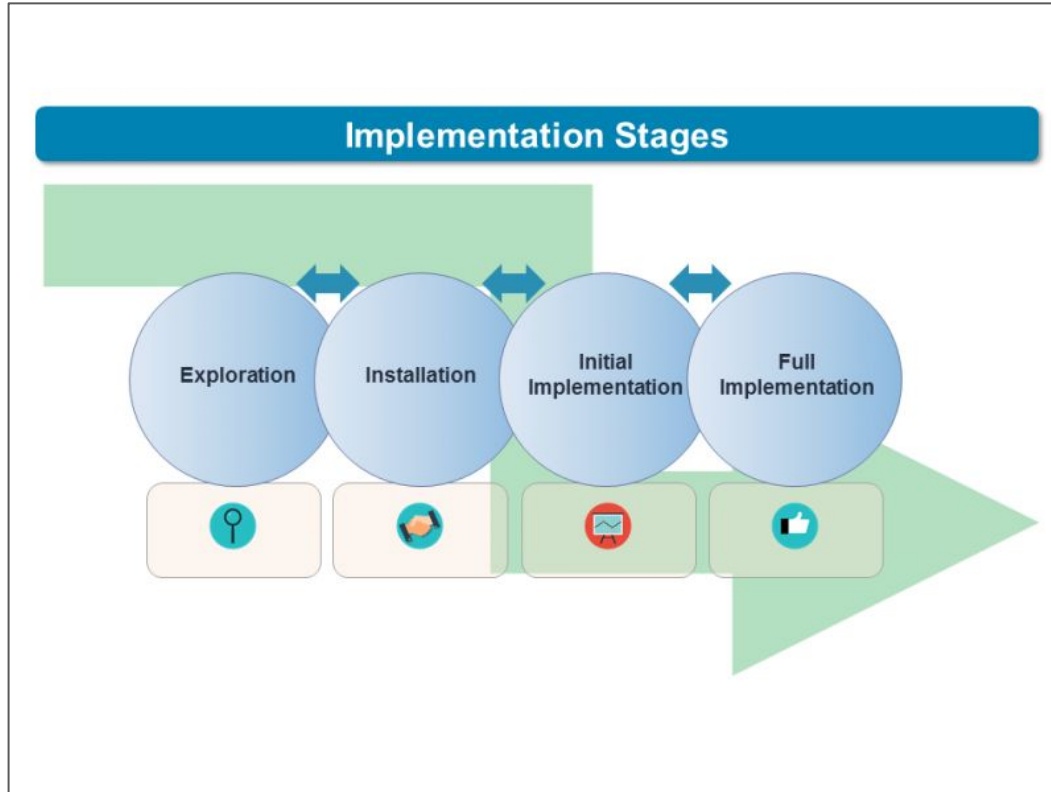 Implementation Stages
Exploration
Installation
Initial
Implementation
Full
Implementation